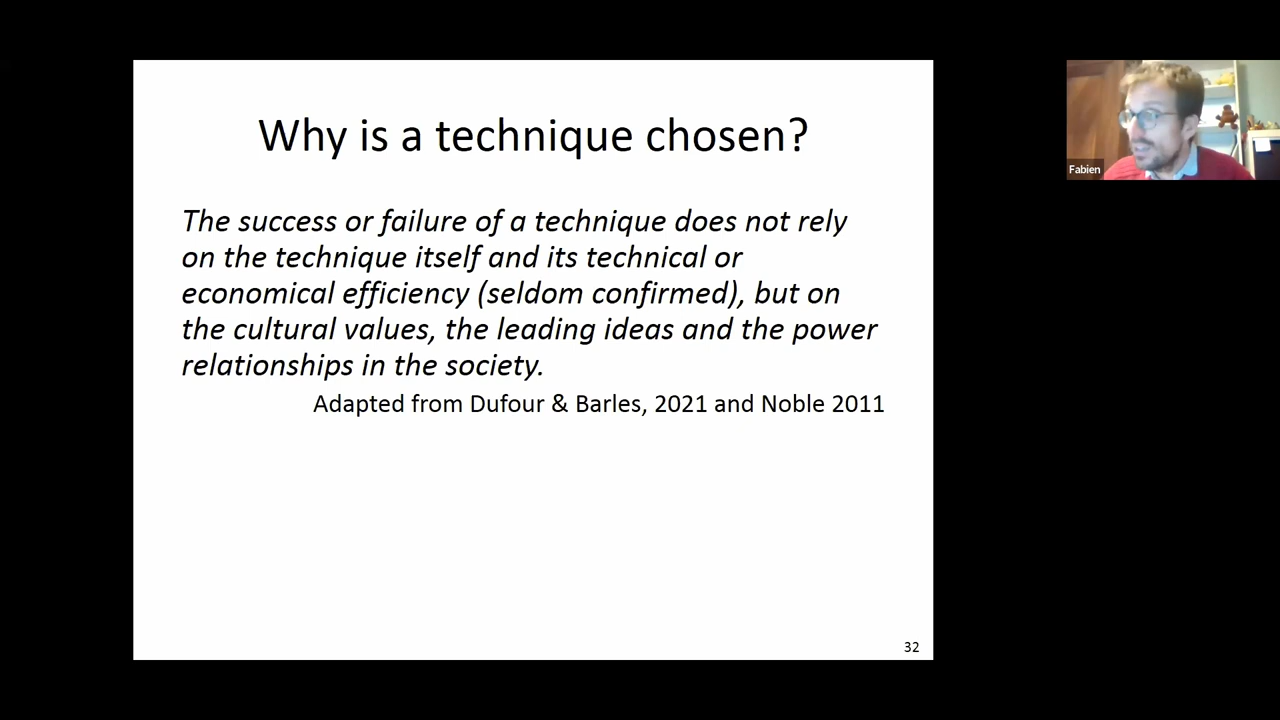 Why is a technique chosen?
The success or failure of a technique does not rely
on the technique itself and its technical or
economical efficiency (seldom confirmed), but on
the cultural values, the leading ideas and the power
relationships in the society.
Adapted from Dufour & Barles, 2021 and Noble 2011
32
Fabien